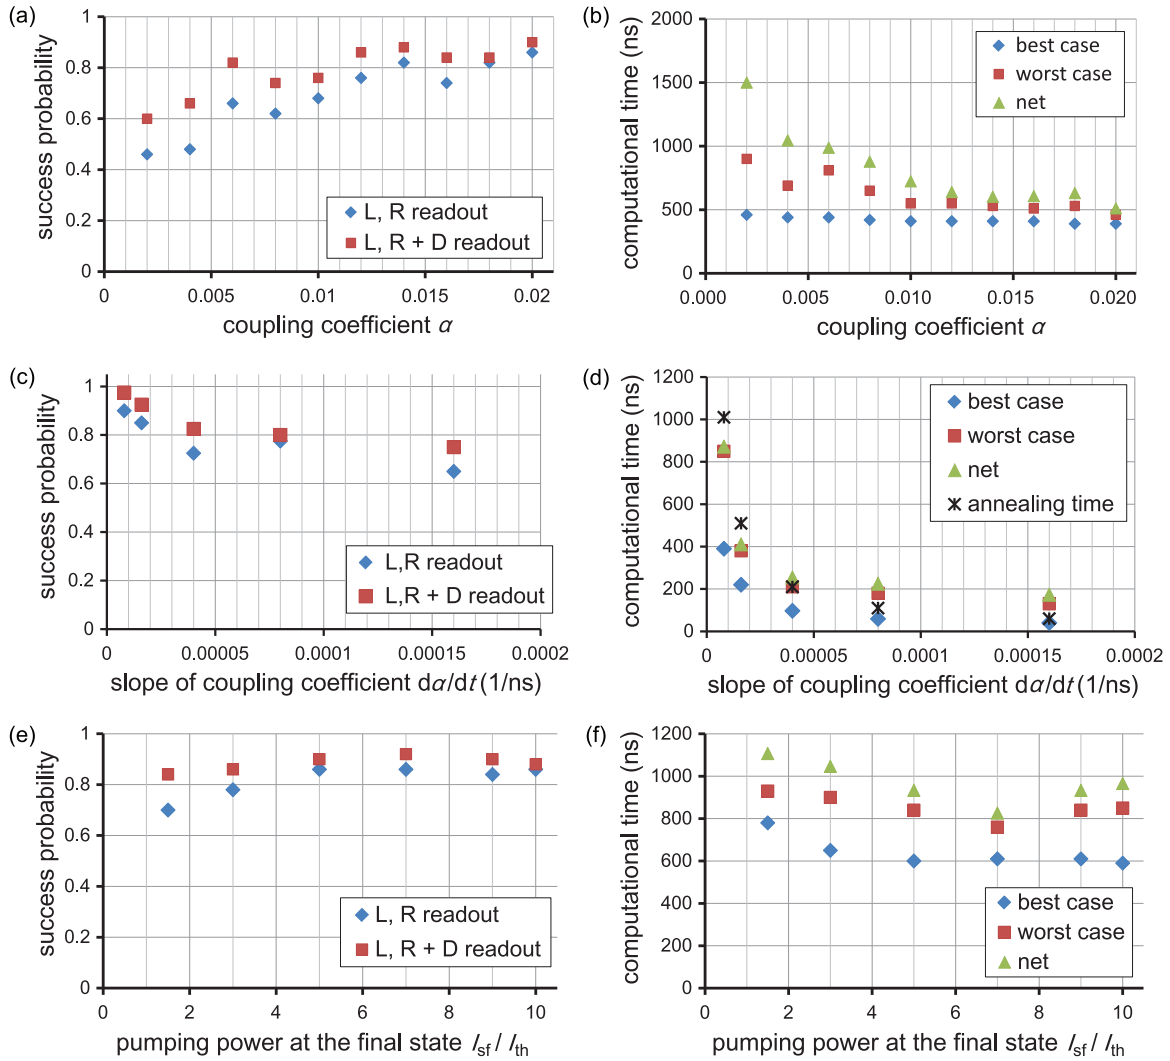 (a)
success probability
1
0.8
0.6
0.4
0.2
0
0
0.005
0.01
0.015
0.02
coupling coefficient α
L, R readout
L, R + D readout
(b)
computational time (ns)
2000
1500
1000
500
0
0.000
0.005
0.010
0.015
0.020
coupling coefficient α
best case
worst case
net
(c)
success probability
1
0.8
0.6
0.4
0.2
0
0
0.00005
0.0001
0.00015
0.0002
slope of coupling coefficient dα/dt (1/ns)
L,R readout
L,R + D readout
(d)
computational time (ns)
1200
1000
800
600
400
200
0
0
0.00005
0.0001
0.00015
0.0002
slope of coupling coefficient dα/dt (1/ns)
best case
worst case
net
annealing time
(e)
success probability
1
0.8
0.6
0.4
0.2
0
0
2
4
6
8
10
pumping power at the final state Isf / Ith
L, R readout
L, R + D readout
(f)
computational time (ns)
1200
1000
800
600
400
200
0
0
2
4
6
8
10
pumping power at the final state Isf / Ith
best case
worst case
net